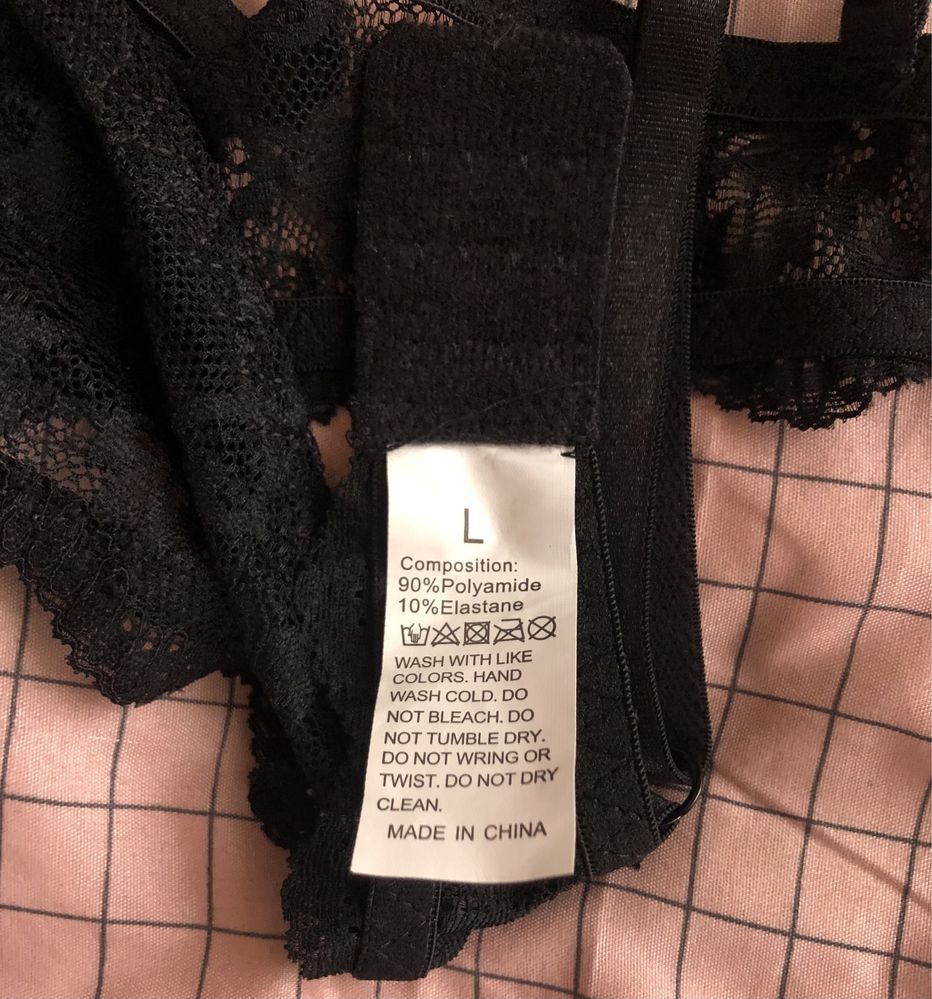 L
Composition:
90%Polyamide
10%Elastane
WASH WITH LIKE
COLORS. HAND
WASH COLD. DO
NOT BLEACH. DO
NOT TUMBLE DRY.
DO NOT WRING OR
TWIST. DO NOT DRY
CLEAN.
MADE IN CHINA